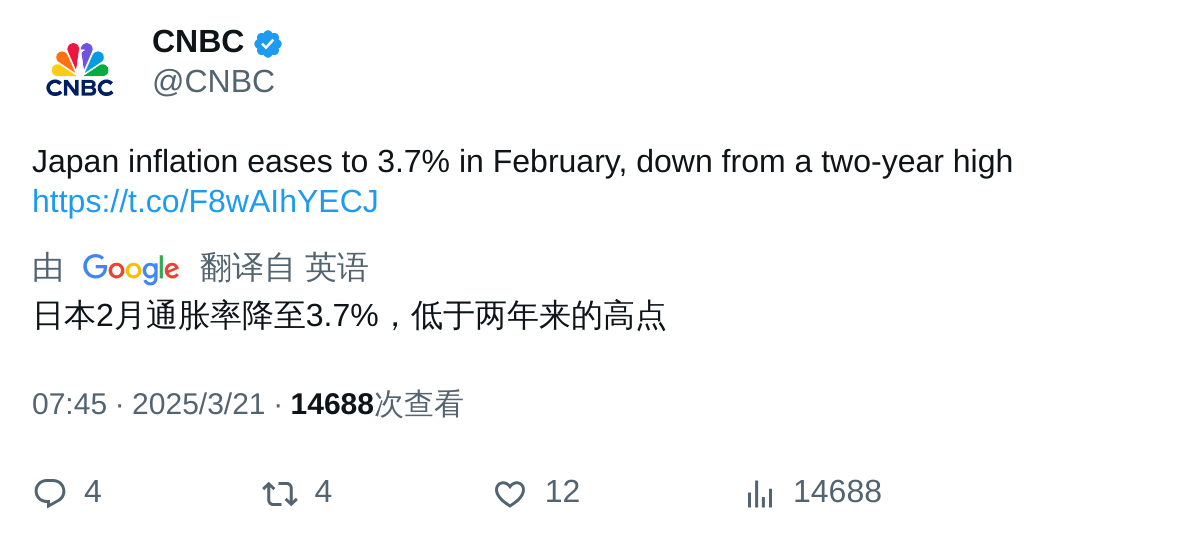 CNBC
CNBC
@CNBC
Japan inflation eases to 3.7% in February, down from a two-year high
https://t.co/F8wAIhYECJ
由 Google 翻译自 英语
日本2月通胀率降至3.7%，低于两年来的高点
07:45 · 2025/3/21 · 14688次查看
4 4 12 14688